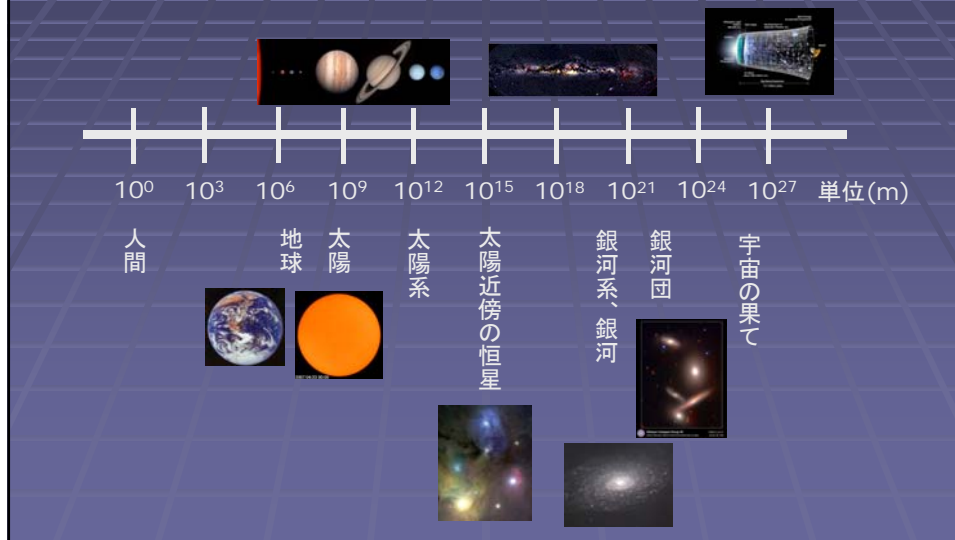 10⁰ 10³ 10⁶ 10⁹ 10¹² 10¹⁵ 10¹⁸ 10²¹ 10²⁴ 10²⁷ 単位(m)
人間
地球
太陽
太陽系
太陽近傍の恒星
銀河系、銀河
銀河団
宇宙の果て